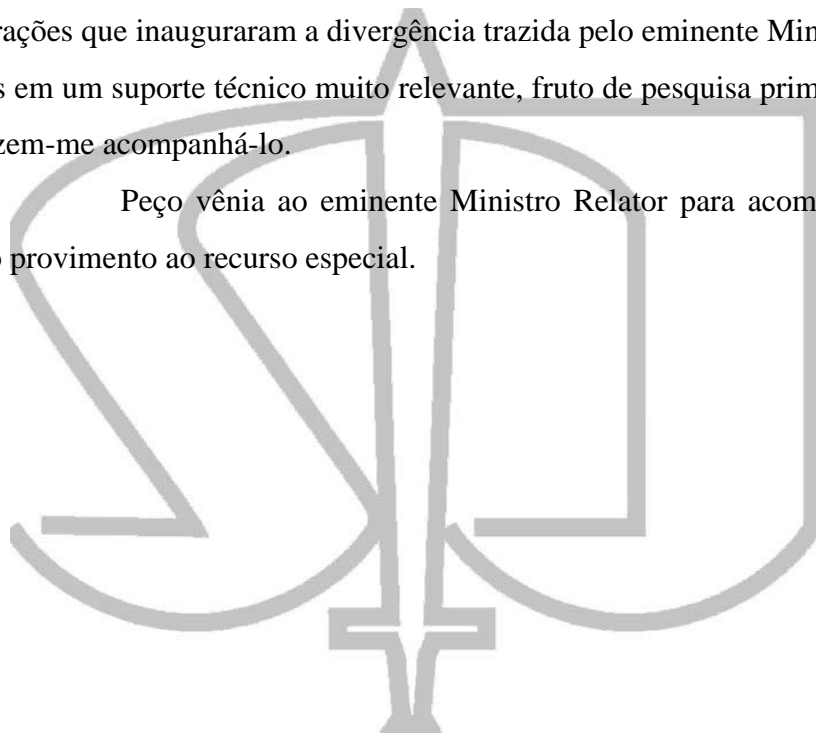 rações que inauguraram a divergência trazida pelo eminente Min
s em um suporte técnico muito relevante, fruto de pesquisa prim
zem-me acompanhá-lo.
Peço vênia ao eminente Ministro Relator para acom
o provimento ao recurso especial.